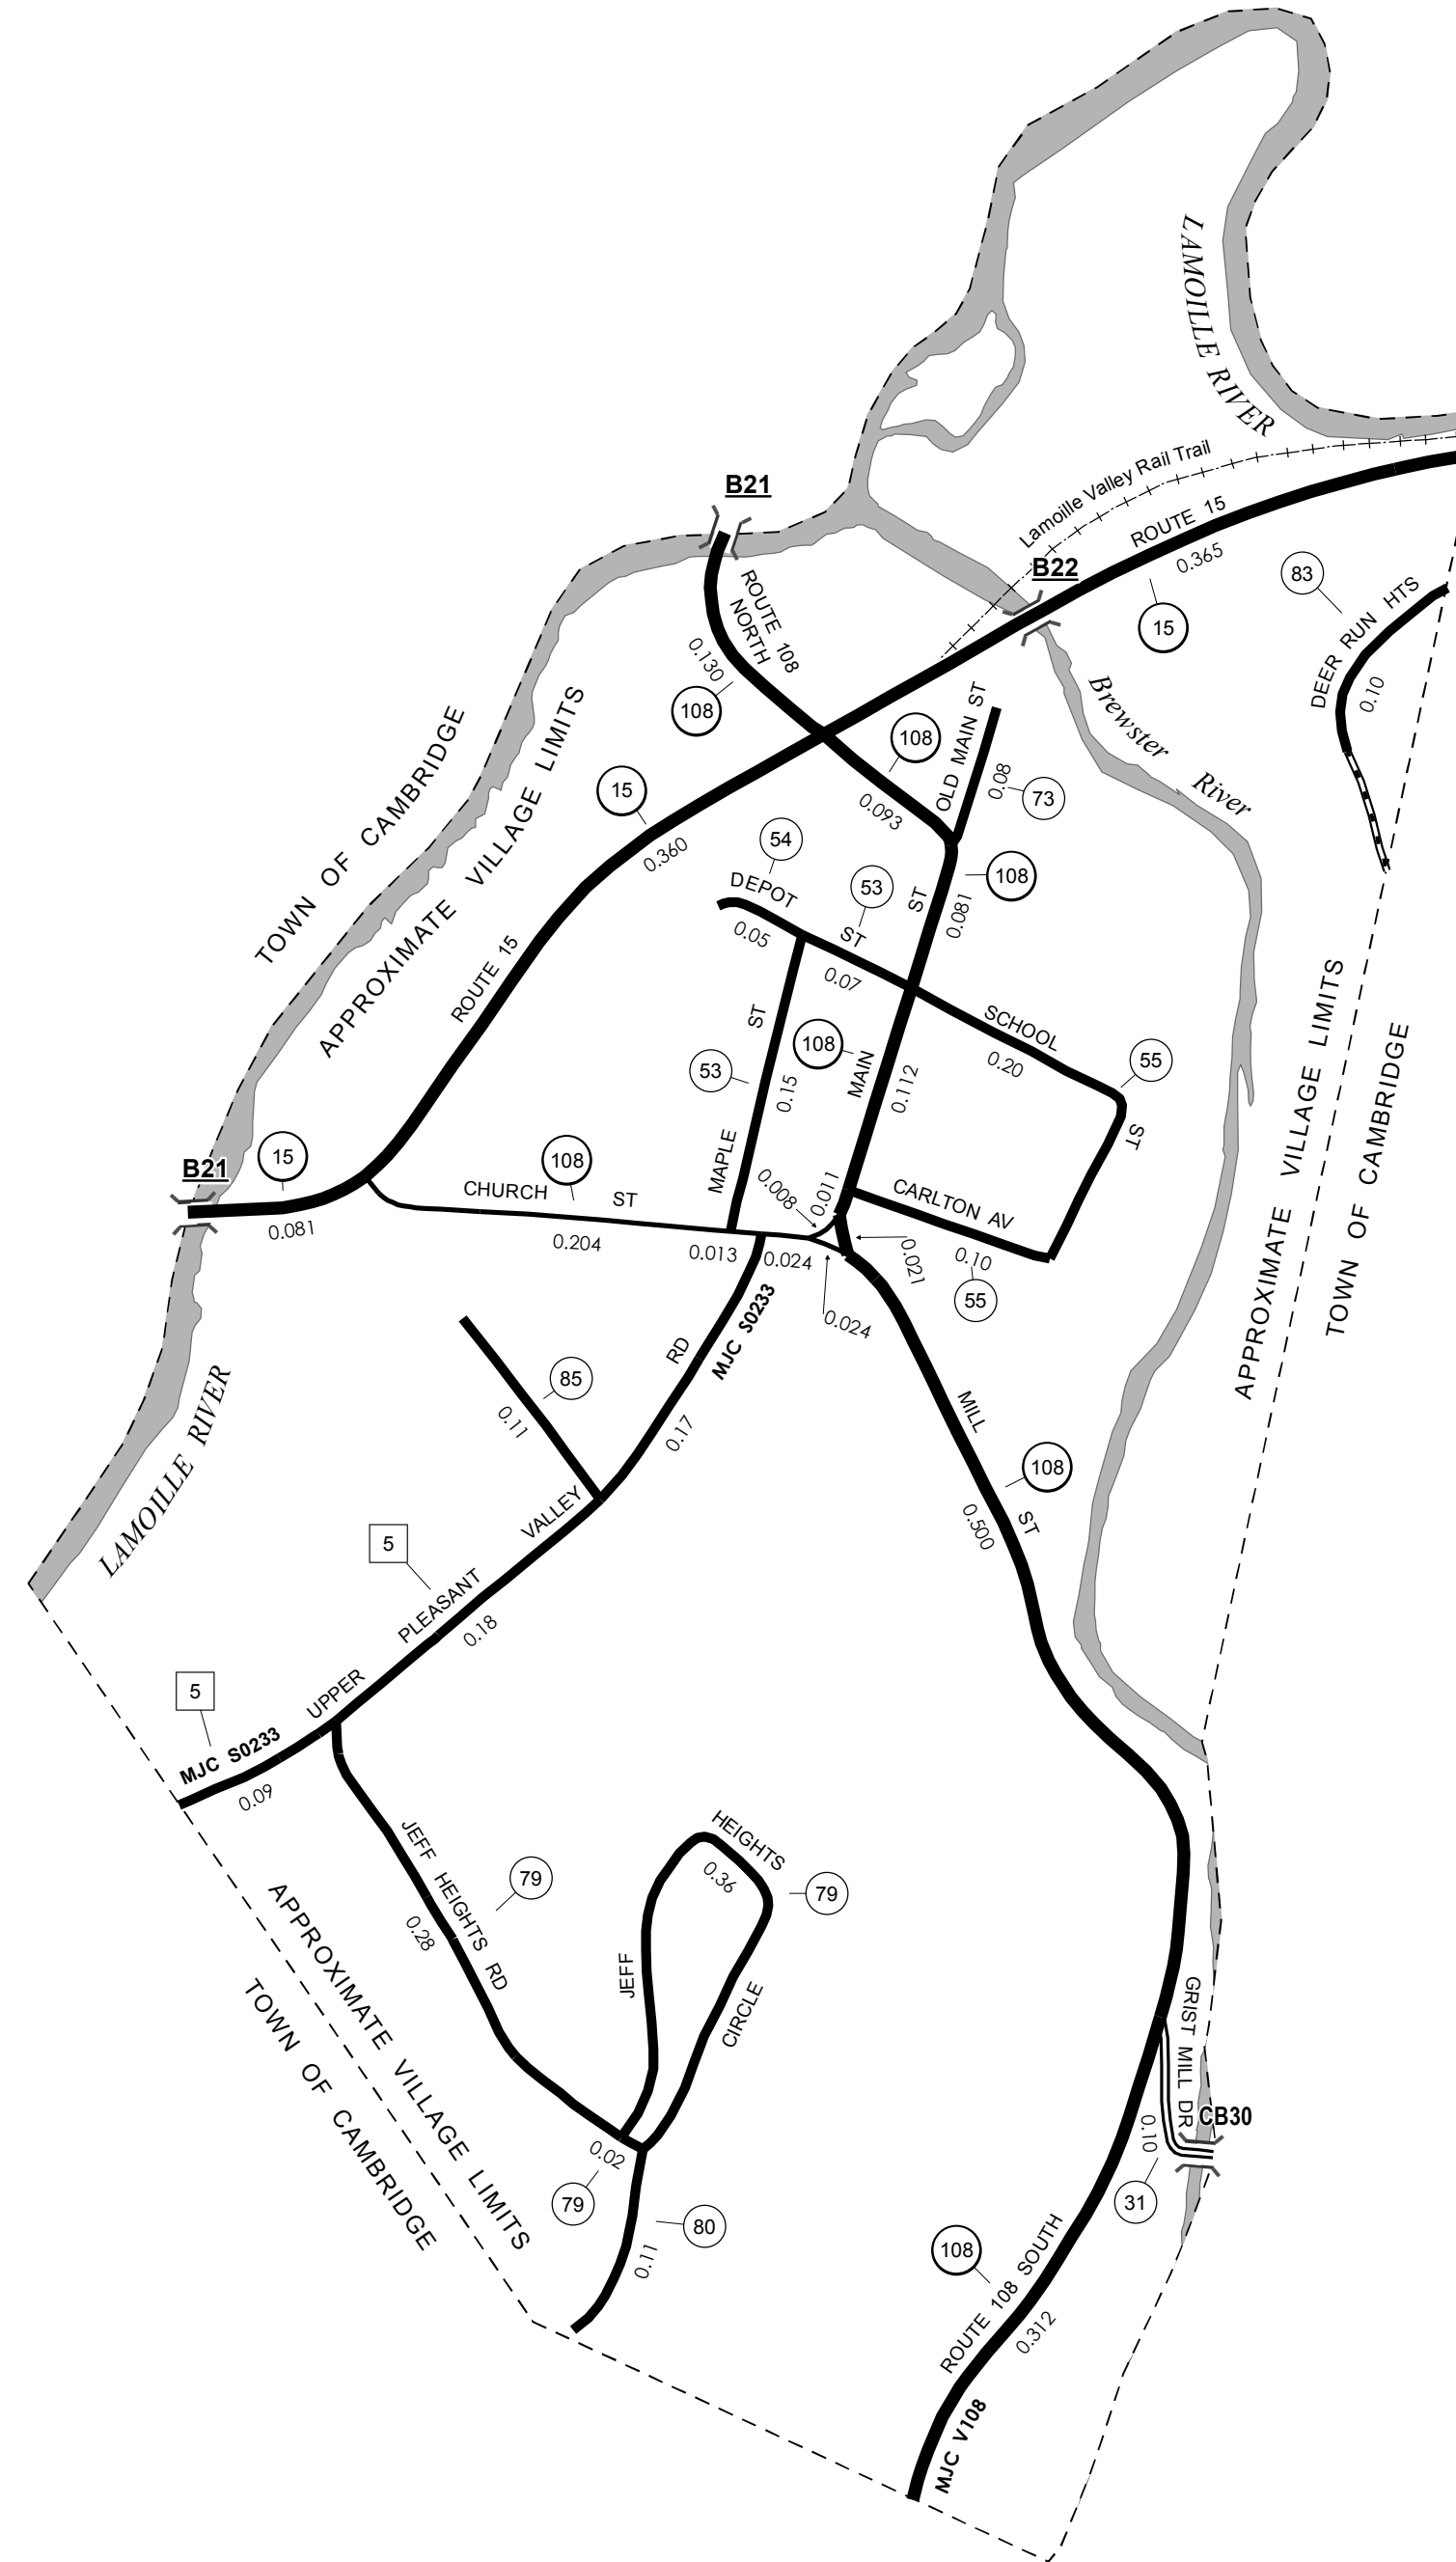 LAMOILLE RIVER
Lamoille Valley Rail Trail
B21
ROUTE 15
0.365
B22
83
15
DEER RUN HTS
0.10
ROUTE 108
NORTH
0.130
108
TOWN OF CAMBRIDGE
APPROXIMATE VILLAGE LIMITS
Brewster River
108
OLD MAIN ST
0.08
73
0.093
15
0.360
54
DEPOT ST
53
0.05
0.07
108
0.081
MAIN ST
SCHOOL ST
0.20
55
ROUTE 15
MAPLE ST
53
0.15
108
0.112
APPROXIMATE VILLAGE LIMITS
TOWN OF CAMBRIDGE
B21
15
0.081
108
CHURCH ST
0.204
0.013
0.024
0.008
0.011
0.021
0.024
CARLTON AV
0.10
55
MJC S0233
85
0.11
0.17
LAMOILLE RIVER
MILL ST
108
0.500
5
UPPER PLEASANT VALLEY RD
0.18
5
MJC S0233
0.09
JEFF HEIGHTS RD
79
0.28
JEFF HEIGHTS CIRCLE
0.36
79
APPROXIMATE VILLAGE LIMITS
TOWN OF CAMBRIDGE
0.02
79
80
0.11
GRIST MILL DR
CB30
0.10
31
108
ROUTE 108 SOUTH
0.312
MJC V108